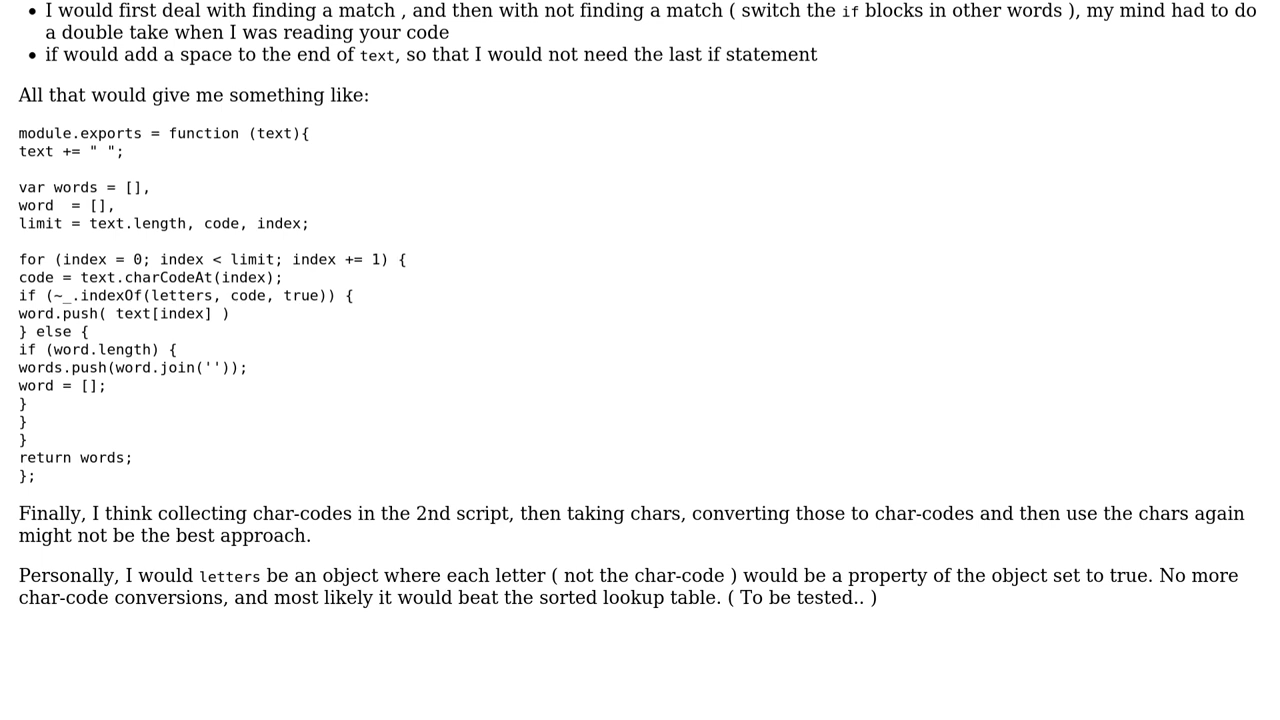 • I would first deal with finding a match , and then with not finding a match ( switch the if blocks in other words ), my mind had to do
a double take when I was reading your code
• if would add a space to the end of text, so that I would not need the last if statement
All that would give me something like:
module.exports = function (text){
text += " ";
var words = [],
word  = [],
limit = text.length, code, index;
for (index = 0; index < limit; index += 1) {
code = text.charCodeAt(index);
if (~_.indexOf(letters, code, true)) {
word.push( text[index] )
} else {
if (word.length) {
words.push(word.join(''));
word = [];
}
}
}
return words;
};
Finally, I think collecting char-codes in the 2nd script, then taking chars, converting those to char-codes and then use the chars again
might not be the best approach.
Personally, I would letters be an object where each letter ( not the char-code ) would be a property of the object set to true. No more
char-code conversions, and most likely it would beat the sorted lookup table. ( To be tested.. )